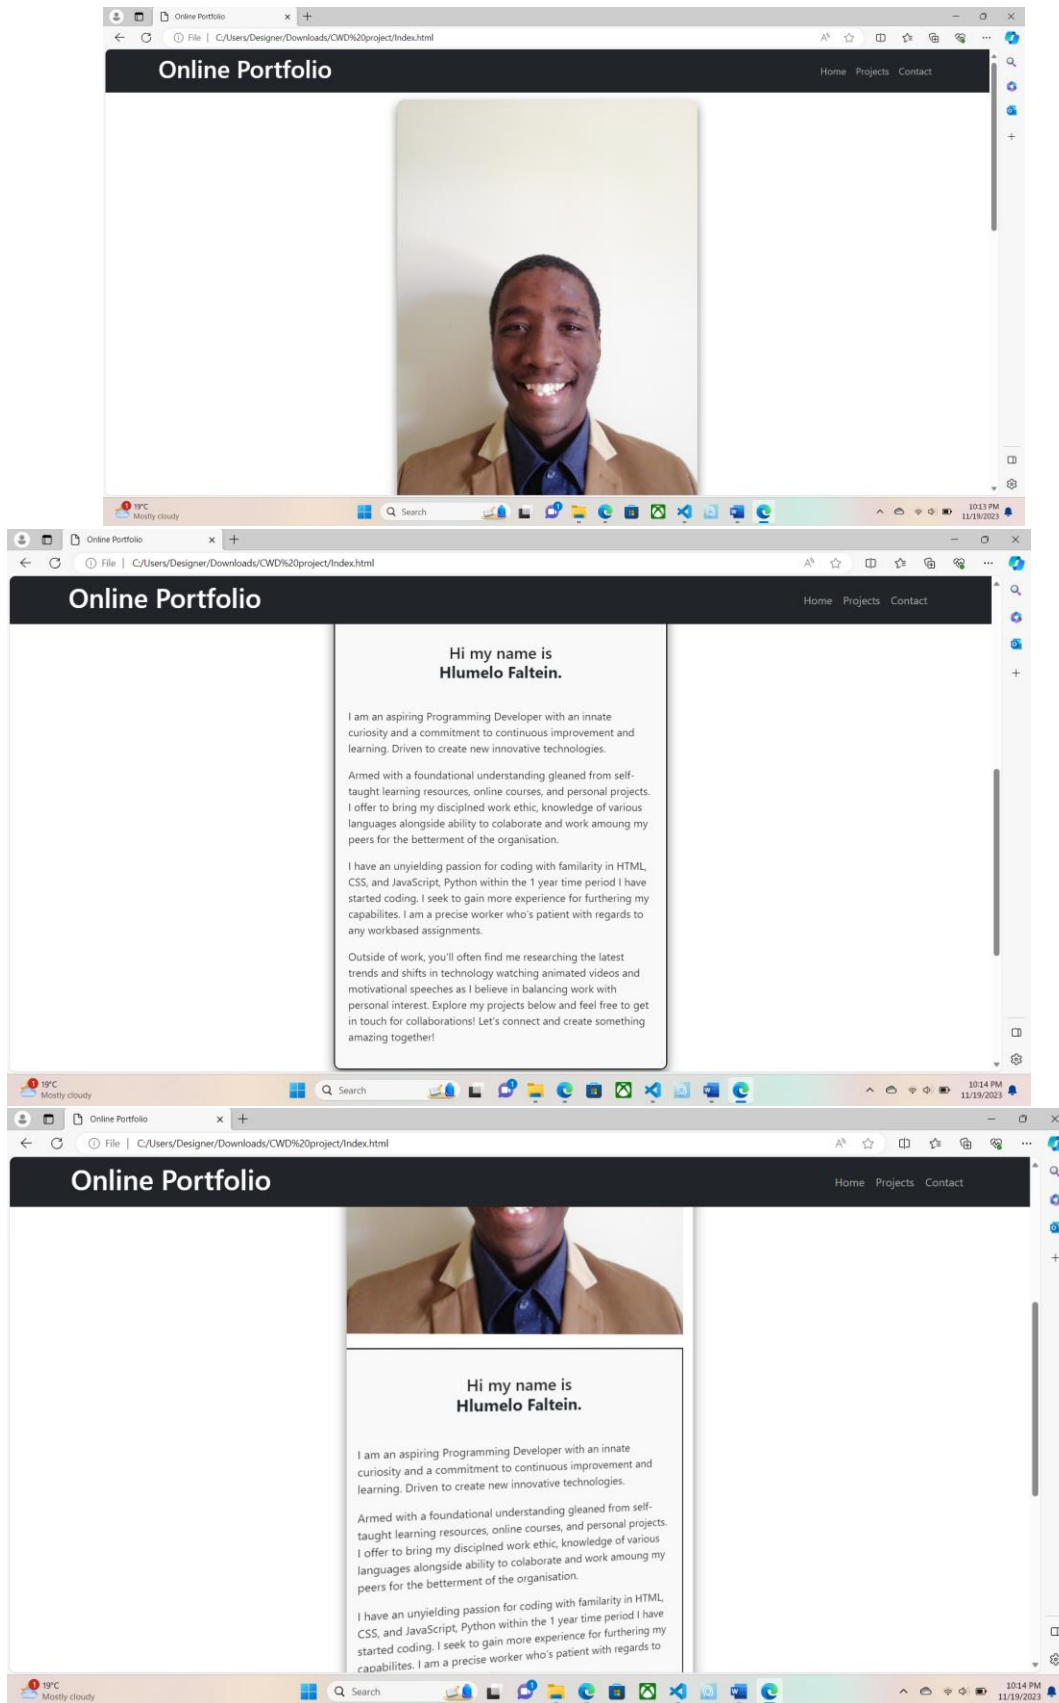 Online Portfolio
File | C:/Users/Designer/Downloads/CWD%20project/Index.html
Online Portfolio
Home Projects Contact
19°C
Mostly cloudy
Search
10:13 PM
11/19/2023
Online Portfolio
File | C:/Users/Designer/Downloads/CWD%20project/Index.html
Online Portfolio
Home Projects Contact
Hi my name is
Hlumelo Faltein.
I am an aspiring Programming Developer with an innate
curiosity and a commitment to continuous improvement and
learning. Driven to create new innovative technologies.
Armed with a foundational understanding gleaned from self-
taught learning resources, online courses, and personal projects.
I offer to bring my disciplned work ethic, knowledge of various
languages alongside ability to colaborate and work amoung my
peers for the betterment of the organisation.
I have an unyielding passion for coding with familarity in HTML,
CSS, and JavaScript, Python within the 1 year time period I have
started coding. I seek to gain more experience for furthering my
capabilites. I am a precise worker who's patient with regards to
any workbased assignments.
Outside of work, you'll often find me researching the latest
trends and shifts in technology watching animated videos and
motivational speeches as I believe in balancing work with
personal interest. Explore my projects below and feel free to get
in touch for collaborations! Let's connect and create something
amazing together!
19°C
Mostly cloudy
Search
10:14 PM
11/19/2023
Online Portfolio
File | C:/Users/Designer/Downloads/CWD%20project/Index.html
Online Portfolio
Home Projects Contact
Hi my name is
Hlumelo Faltein.
I am an aspiring Programming Developer with an innate
curiosity and a commitment to continuous improvement and
learning. Driven to create new innovative technologies.
Armed with a foundational understanding gleaned from self-
taught learning resources, online courses, and personal projects.
I offer to bring my disciplned work ethic, knowledge of various
languages alongside ability to colaborate and work amoung my
peers for the betterment of the organisation.
I have an unyielding passion for coding with familarity in HTML,
CSS, and JavaScript, Python within the 1 year time period I have
started coding. I seek to gain more experience for furthering my
capabilites. I am a precise worker who's patient with regards to
19°C
Mostly cloudy
Search
10:14 PM
11/19/2023